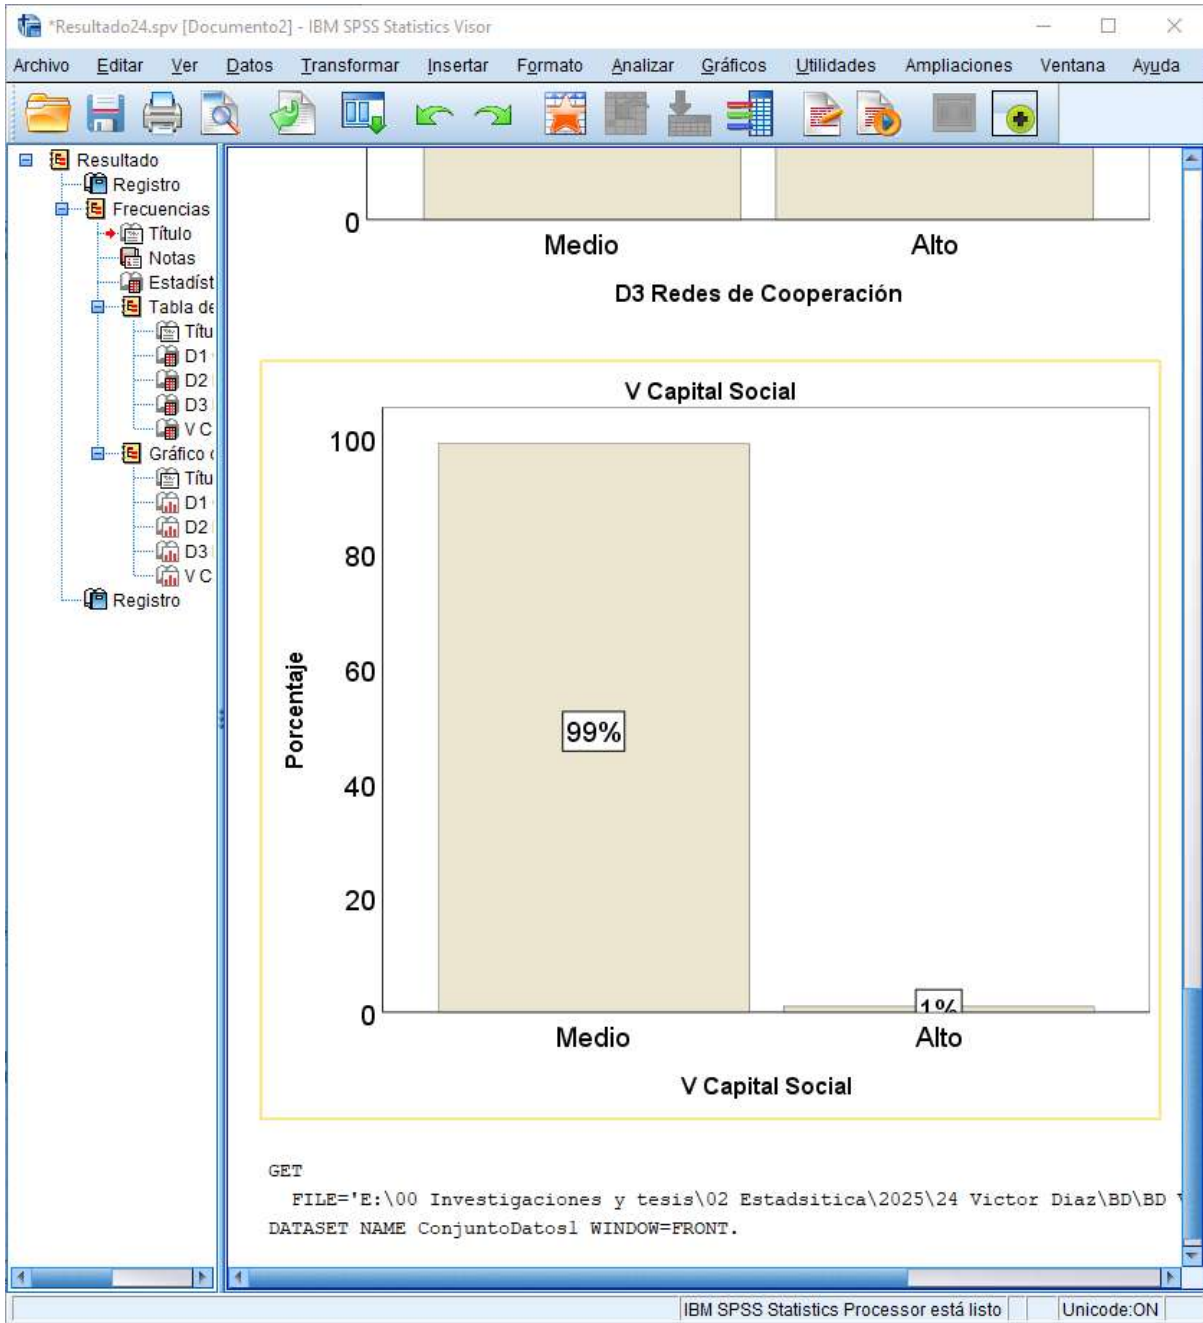 *Resultado24.spv [Documento2] - IBM SPSS Statistics Visor
Archivo Editar Ver Datos Transformar Insertar Formato Analizar Gráficos Utilidades Ampliaciones Ventana Ayuda
Resultado
Registro
Frecuencias
Título
Notas
Estadíst
Tabla de
Títu
D1
D2
D3
V C
Gráfico
Títu
D1
D2
D3
V C
Registro
0
Medio Alto
D3 Redes de Cooperación
V Capital Social
100
80
60
40
20
0
Porcentaje
99%
1%
Medio Alto
V Capital Social
GET
FILE='E:\00 Investigaciones y tesis\02 Estadsitica\2025\24 Victor Diaz\BD\BD
DATASET NAME ConjuntoDatos1 WINDOW=FRONT.
IBM SPSS Statistics Processor está listo Unicode:ON